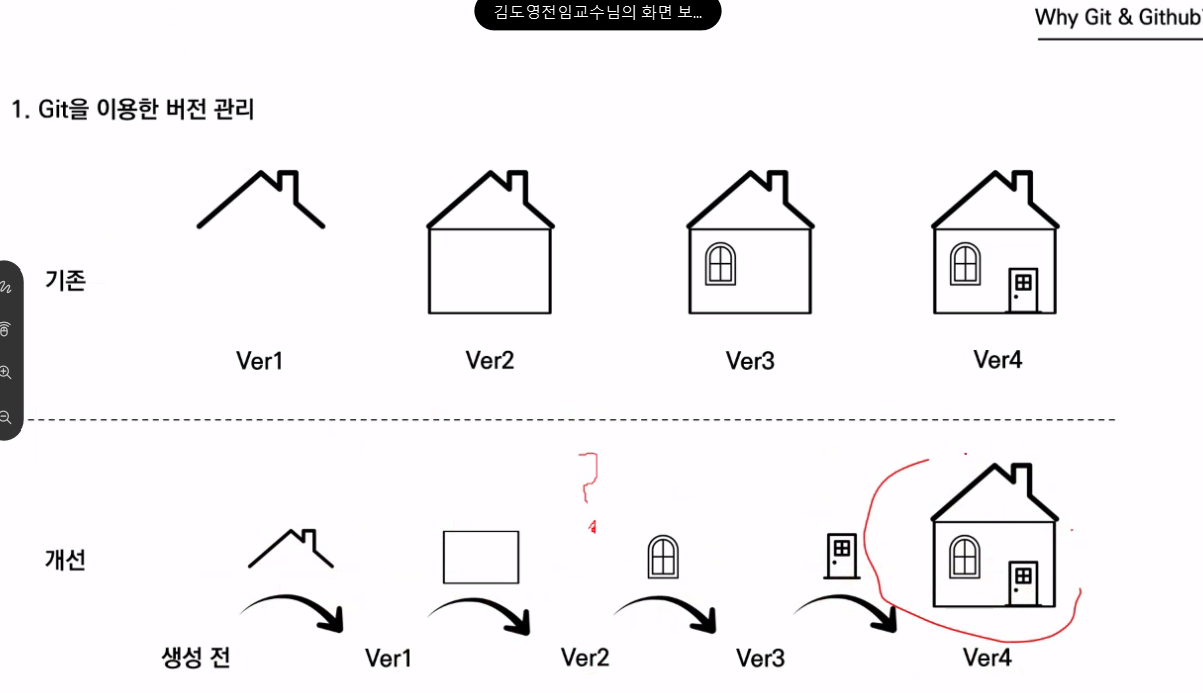 김도영전임교수님의 화면 보...
Why Git & Github
1. Git을 이용한 버전 관리
기존
Ver1 Ver2 Ver3 Ver4
?
개선
생성 전 Ver1 Ver2 Ver3 Ver4